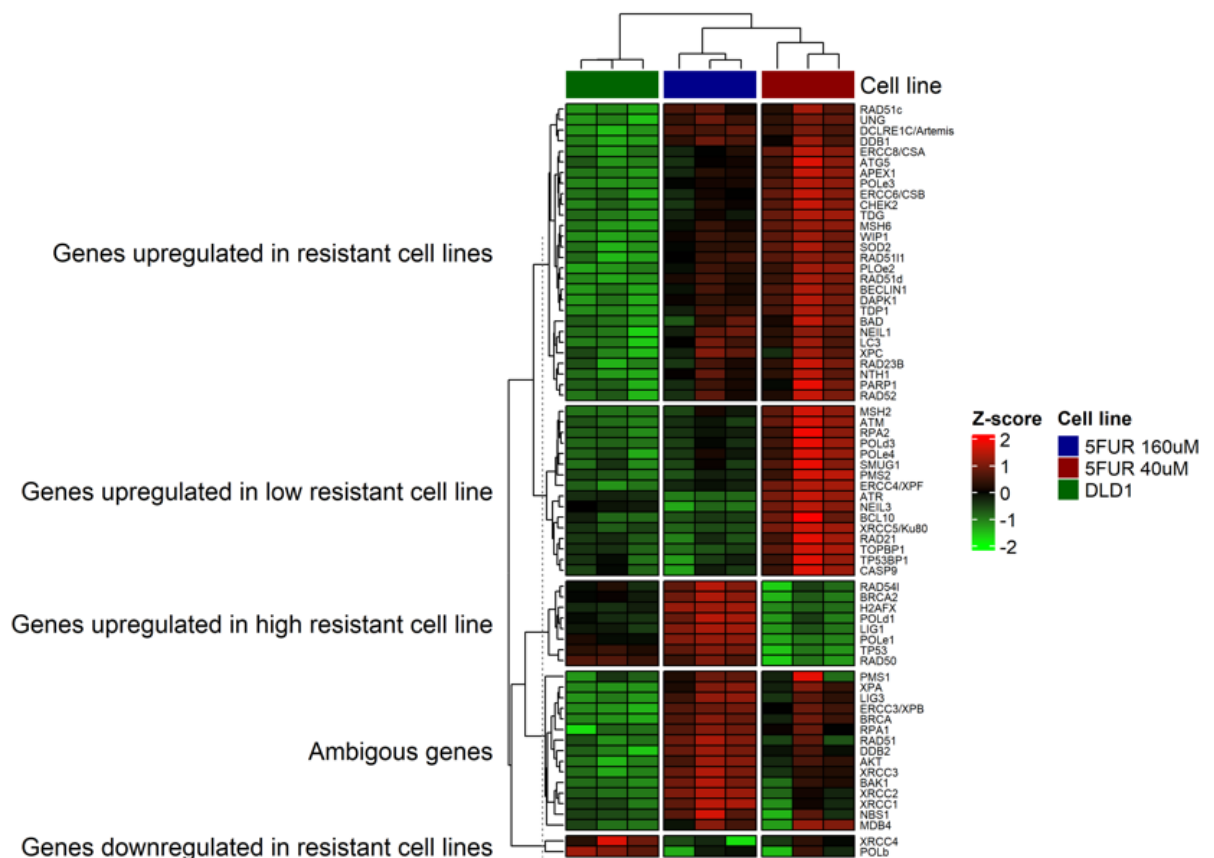 Cell line
RAD51c
UNG
DCLRE1C/Artemis
DDB1
ERCC8/CSA
ATG5
APEX1
POLe3
ERCC6/CSB
CHEK2
TDG
MSH6
WIP1
SOD2
RAD51l1
PLOe2
RAD51d
BECLIN1
DAPK1
TDP1
BAD
NEIL1
LC3
XPC
RAD23B
NTH1
PARP1
RAD52
Genes upregulated in resistant cell lines
MSH2
ATM
RPA2
POLd3
POLe4
SMUG1
PMS2
ERCC4/XPF
ATR
NEIL3
BCL10
XRCC5/Ku80
RAD21
TOPBP1
TP53BP1
CASP9
Genes upregulated in low resistant cell line
RAD54l
BRCA2
H2AFX
POLd1
LIG1
POLe1
TP53
RAD50
Genes upregulated in high resistant cell line
PMS1
XPA
LIG3
ERCC3/XPB
BRCA
RPA1
RAD51
DDB2
AKT
XRCC3
BAK1
XRCC2
XRCC1
NBS1
MDB4
Ambigous genes
XRCC4
POLb
Genes downregulated in resistant cell lines
Z-score
2
1
0
-1
-2
Cell line
5FUR 160uM
5FUR 40uM
DLD1